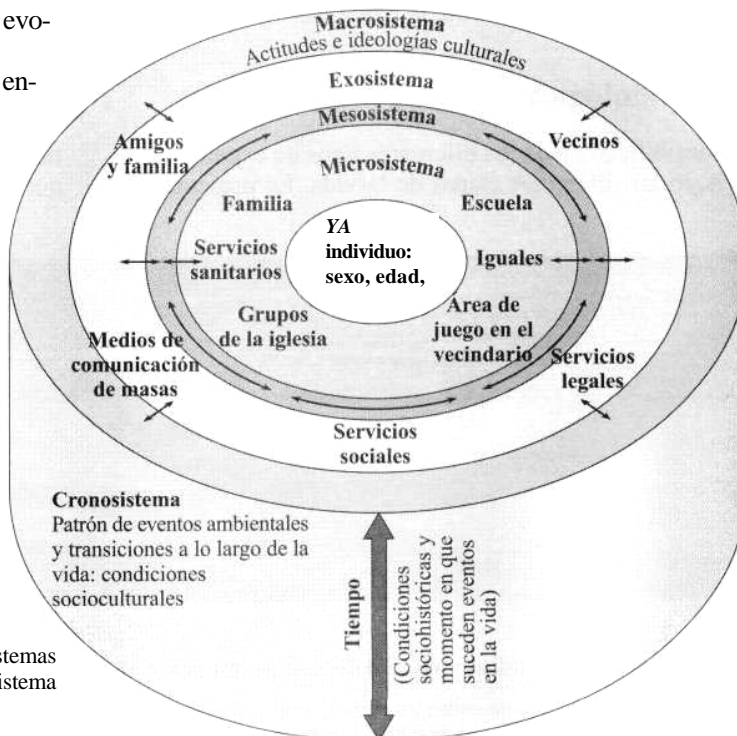 evo-
en-
Macrosistema
Actitudes e ideologías culturales
Exosistema
Mesosistema
Amigos
y familia
Vecinos
Microsistema
Familia
Escuela
YA
individuo:
sexo, edad,
Servicios
sanitarios
Iguales
Grupos
de la iglesia
Area de
juego en el
vecindario
Medios de
comunicación
de masas
Servicios
legales
Servicios
sociales
Cronosistema
Patrón de eventos ambientales
y transiciones a lo largo de la
vida: condiciones
socioculturales
Tiempo
(Condiciones
sociohistóricas y
momento en que
suceden eventos
en la vida)
stemas
istema